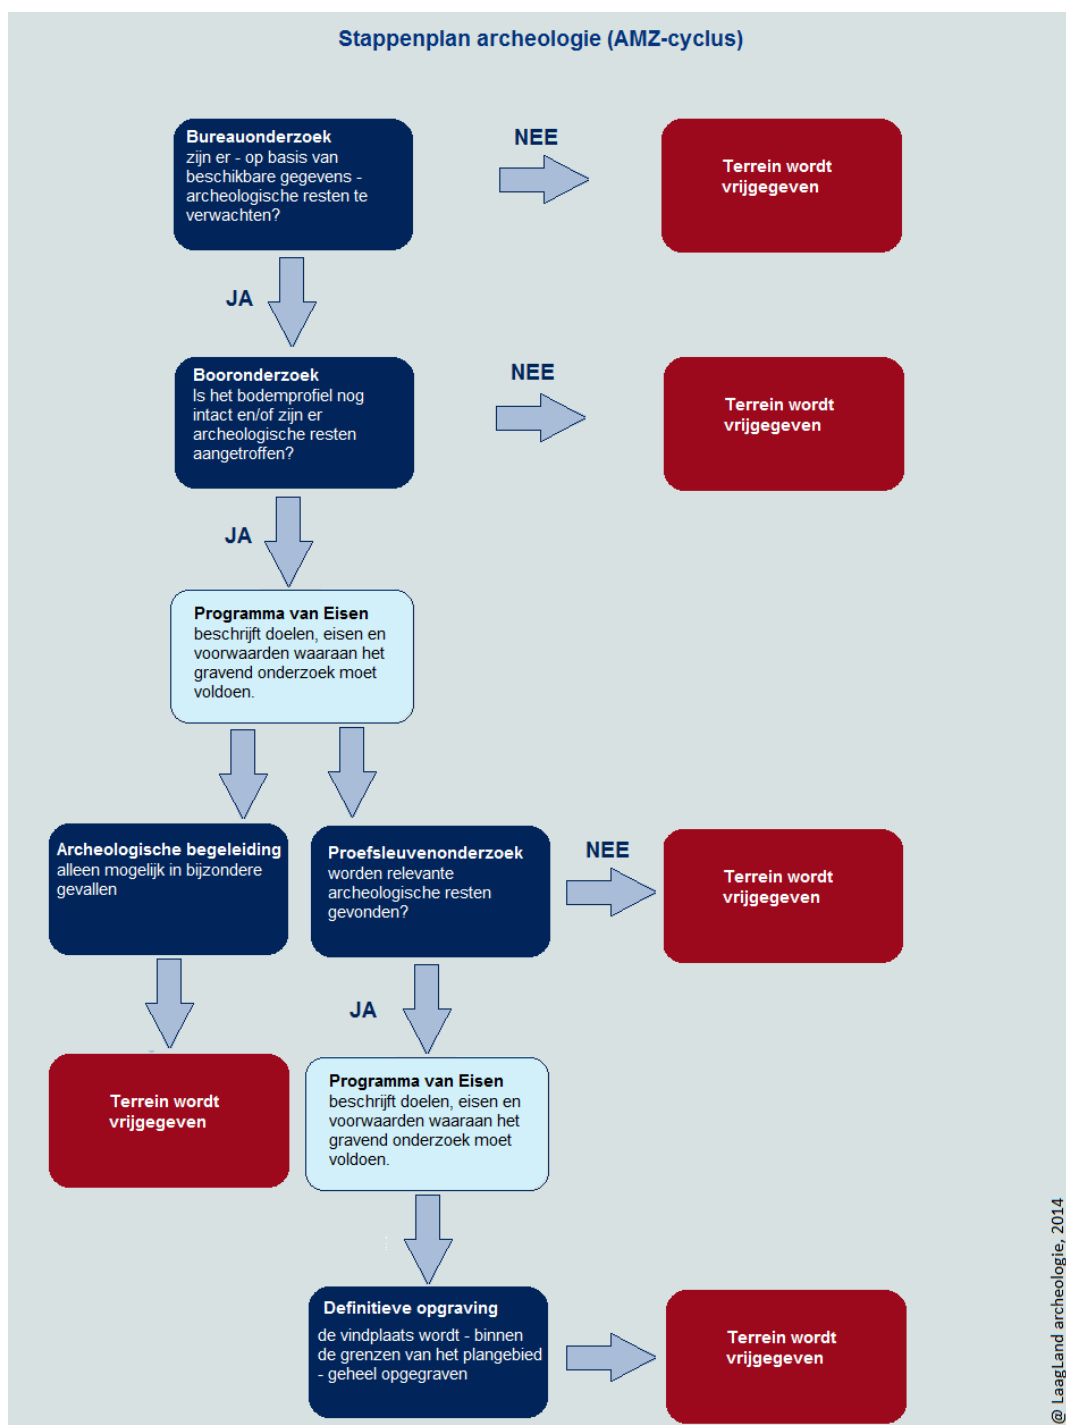 Stappenplan archeologie (AMZ-cyclus)
Bureauonderzoek
zijn er - op basis van
beschikbare gegevens -
archeologische resten te
verwachten?
NEE
Terrein wordt
vrijgegeven
JA
Booronderzoek
Is het bodemprofiel nog
intact en/of zijn er
archeologische resten
aangetroffen?
NEE
Terrein wordt
vrijgegeven
JA
Programma van Eisen
beschrijft doelen, eisen en
voorwaarden waaraan het
gravend onderzoek moet
voldoen.
Archeologische begeleiding
alleen mogelijk in bijzondere
gevallen
Proefsleuvenonderzoek
worden relevante
archeologische resten
gevonden?
NEE
Terrein wordt
vrijgegeven
JA
Terrein wordt
vrijgegeven
Programma van Eisen
beschrijft doelen, eisen en
voorwaarden waaraan het
gravend onderzoek moet
voldoen.
Definitieve opgraving
de vindplaats wordt - binnen
de grenzen van het plangebied
- geheel opgegraven
Terrein wordt
vrijgegeven
@ LaagLand archeologie, 2014